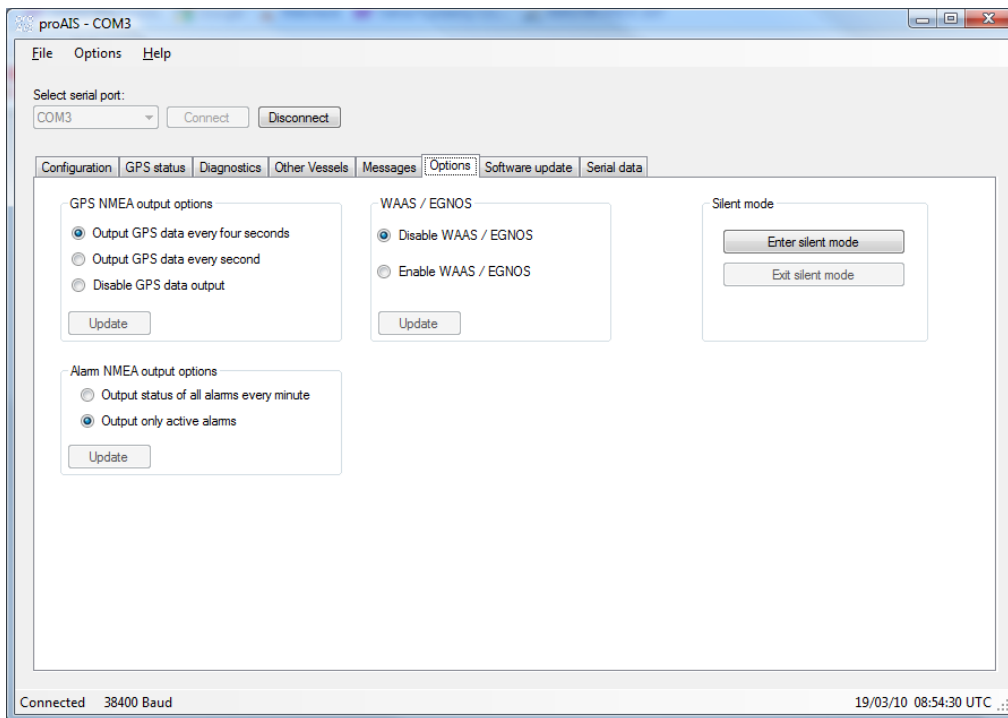 proAIS - COM3
File Options Help
Select serial port:
COM3 Connect Disconnect
Configuration GPS status Diagnostics Other Vessels Messages Options Software update Serial data
GPS NMEA output options
Output GPS data every four seconds
Output GPS data every second
Disable GPS data output
Update
WAAS / EGNOS
Disable WAAS / EGNOS
Enable WAAS / EGNOS
Update
Silent mode
Enter silent mode
Exit silent mode
Alarm NMEA output options
Output status of all alarms every minute
Output only active alarms
Update
Connected 38400 Baud 19/03/10 08:54:30 UTC